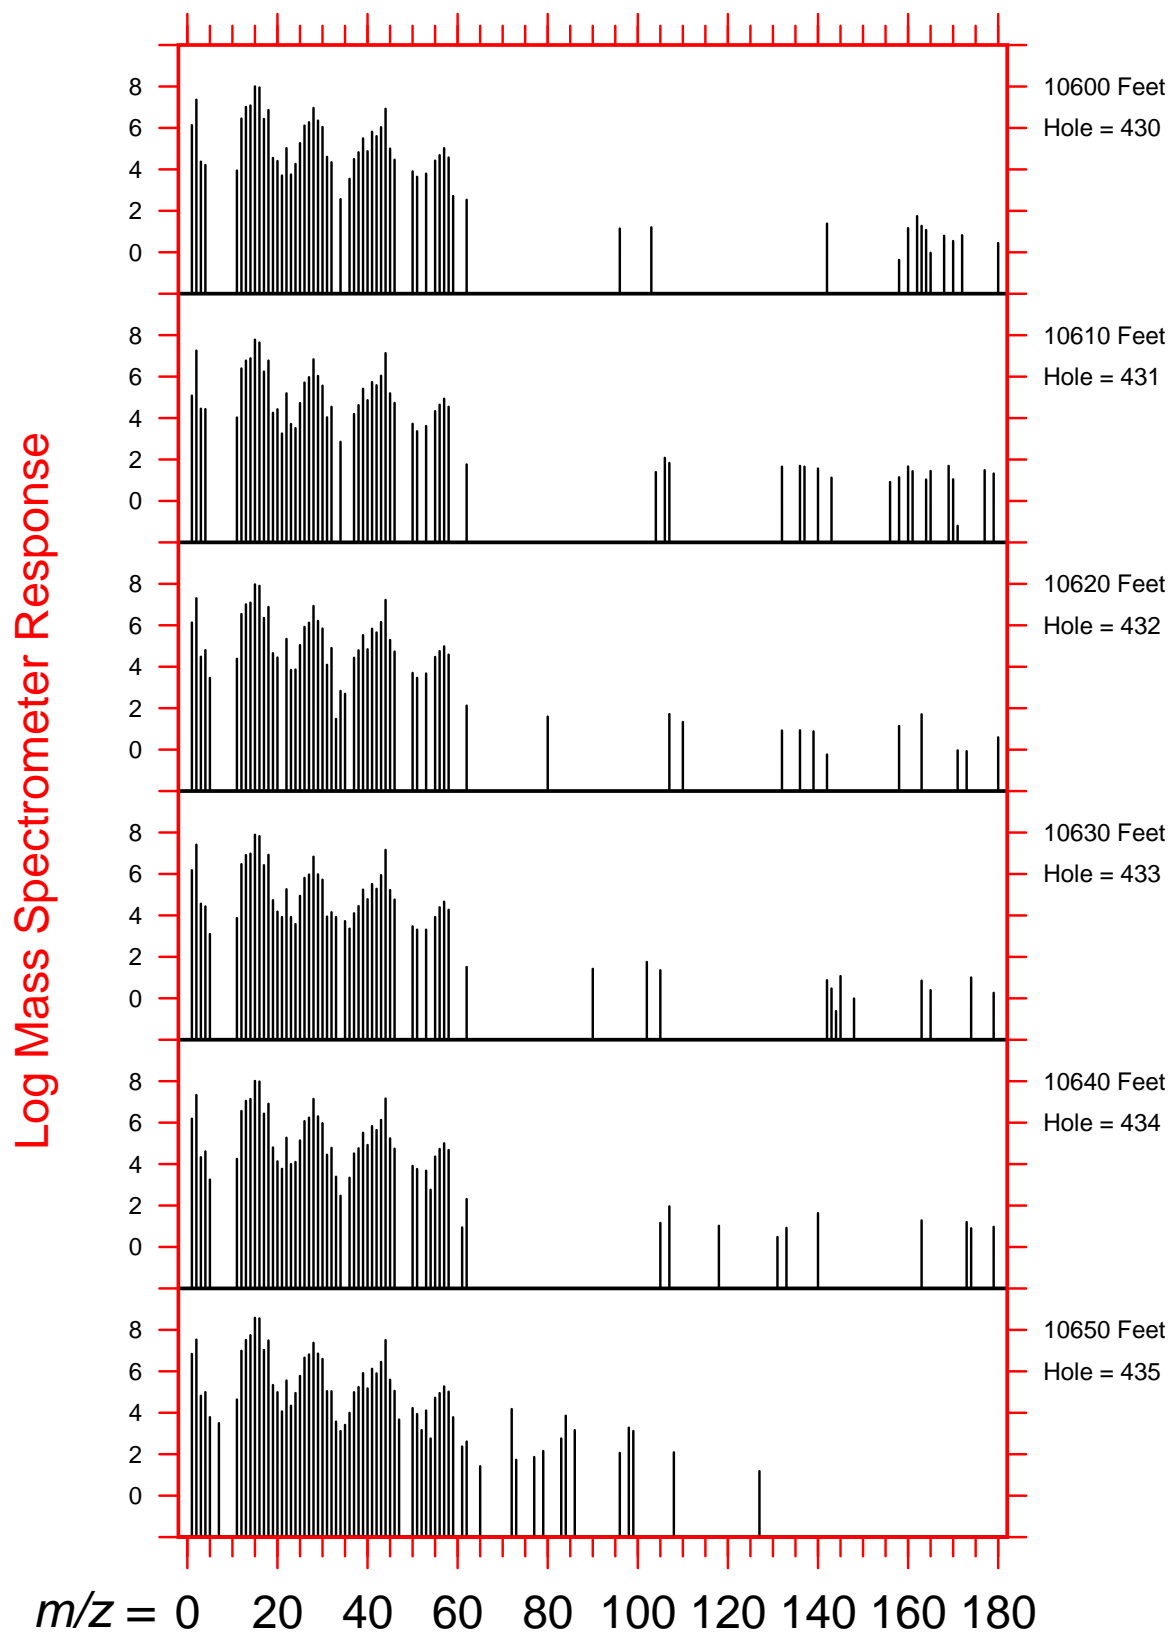 Log Mass Spectrometer Response
8
6
4
2
0
10600 Feet
Hole = 430
8
6
4
2
0
10610 Feet
Hole = 431
8
6
4
2
0
10620 Feet
Hole = 432
8
6
4
2
0
10630 Feet
Hole = 433
8
6
4
2
0
10640 Feet
Hole = 434
8
6
4
2
0
10650 Feet
Hole = 435
m/z = 0 20 40 60 80 100 120 140 160 180